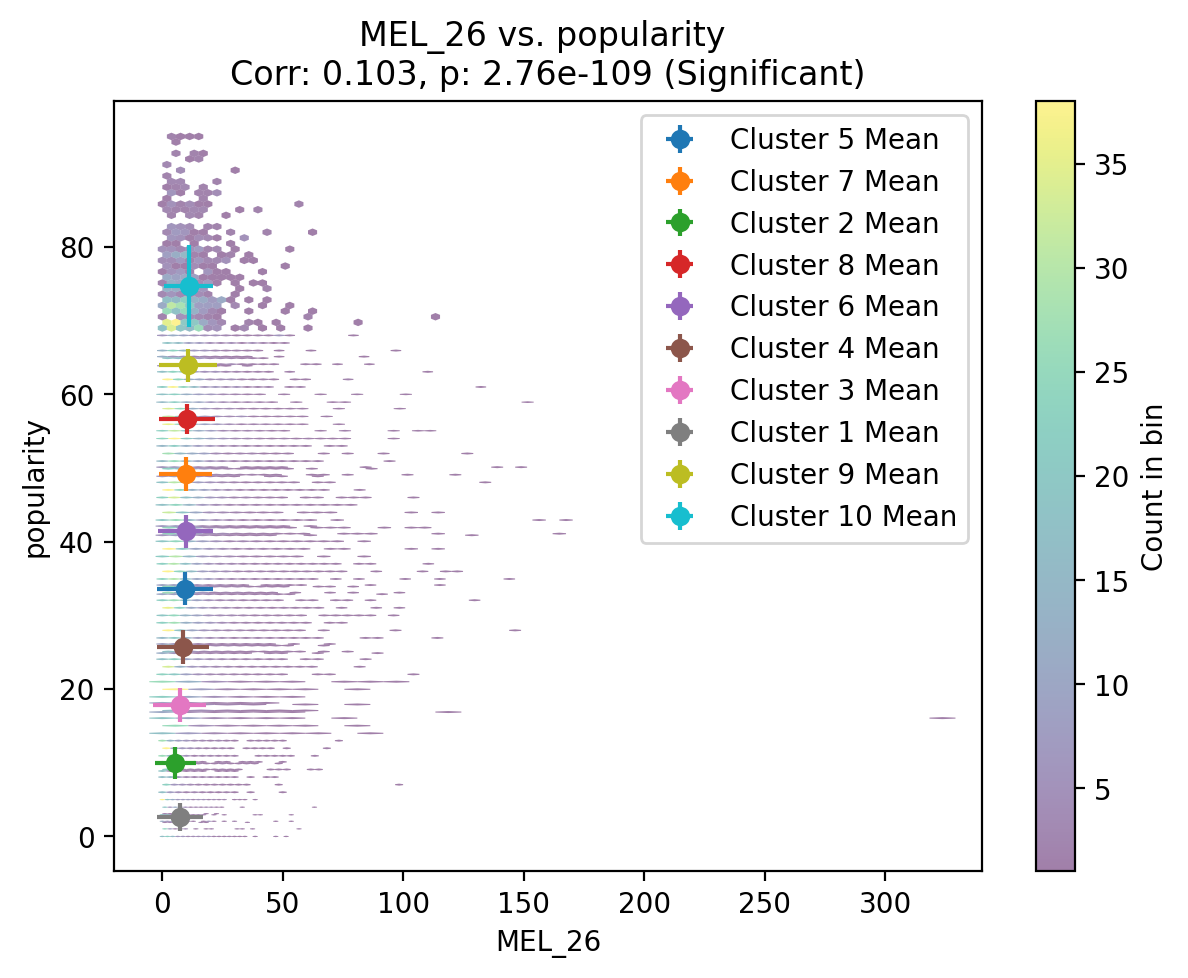 MEL_26 vs. popularity
Corr: 0.103, p: 2.76e-109 (Significant)
popularity
80
60
40
20
0
0 50 100 150 200 250 300
MEL_26
Cluster 5 Mean
Cluster 7 Mean
Cluster 2 Mean
Cluster 8 Mean
Cluster 6 Mean
Cluster 4 Mean
Cluster 3 Mean
Cluster 1 Mean
Cluster 9 Mean
Cluster 10 Mean
35
30
25
20
15
10
5
Count in bin